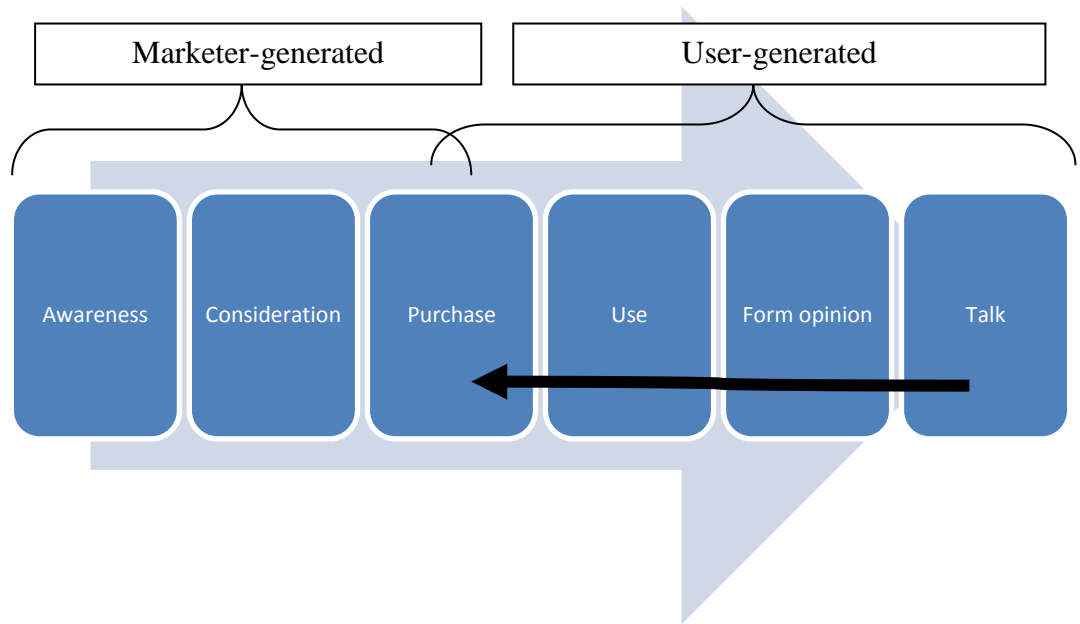 Marketer-generated
User-generated
Awareness
Consideration
Purchase
Use
Form opinion
Talk